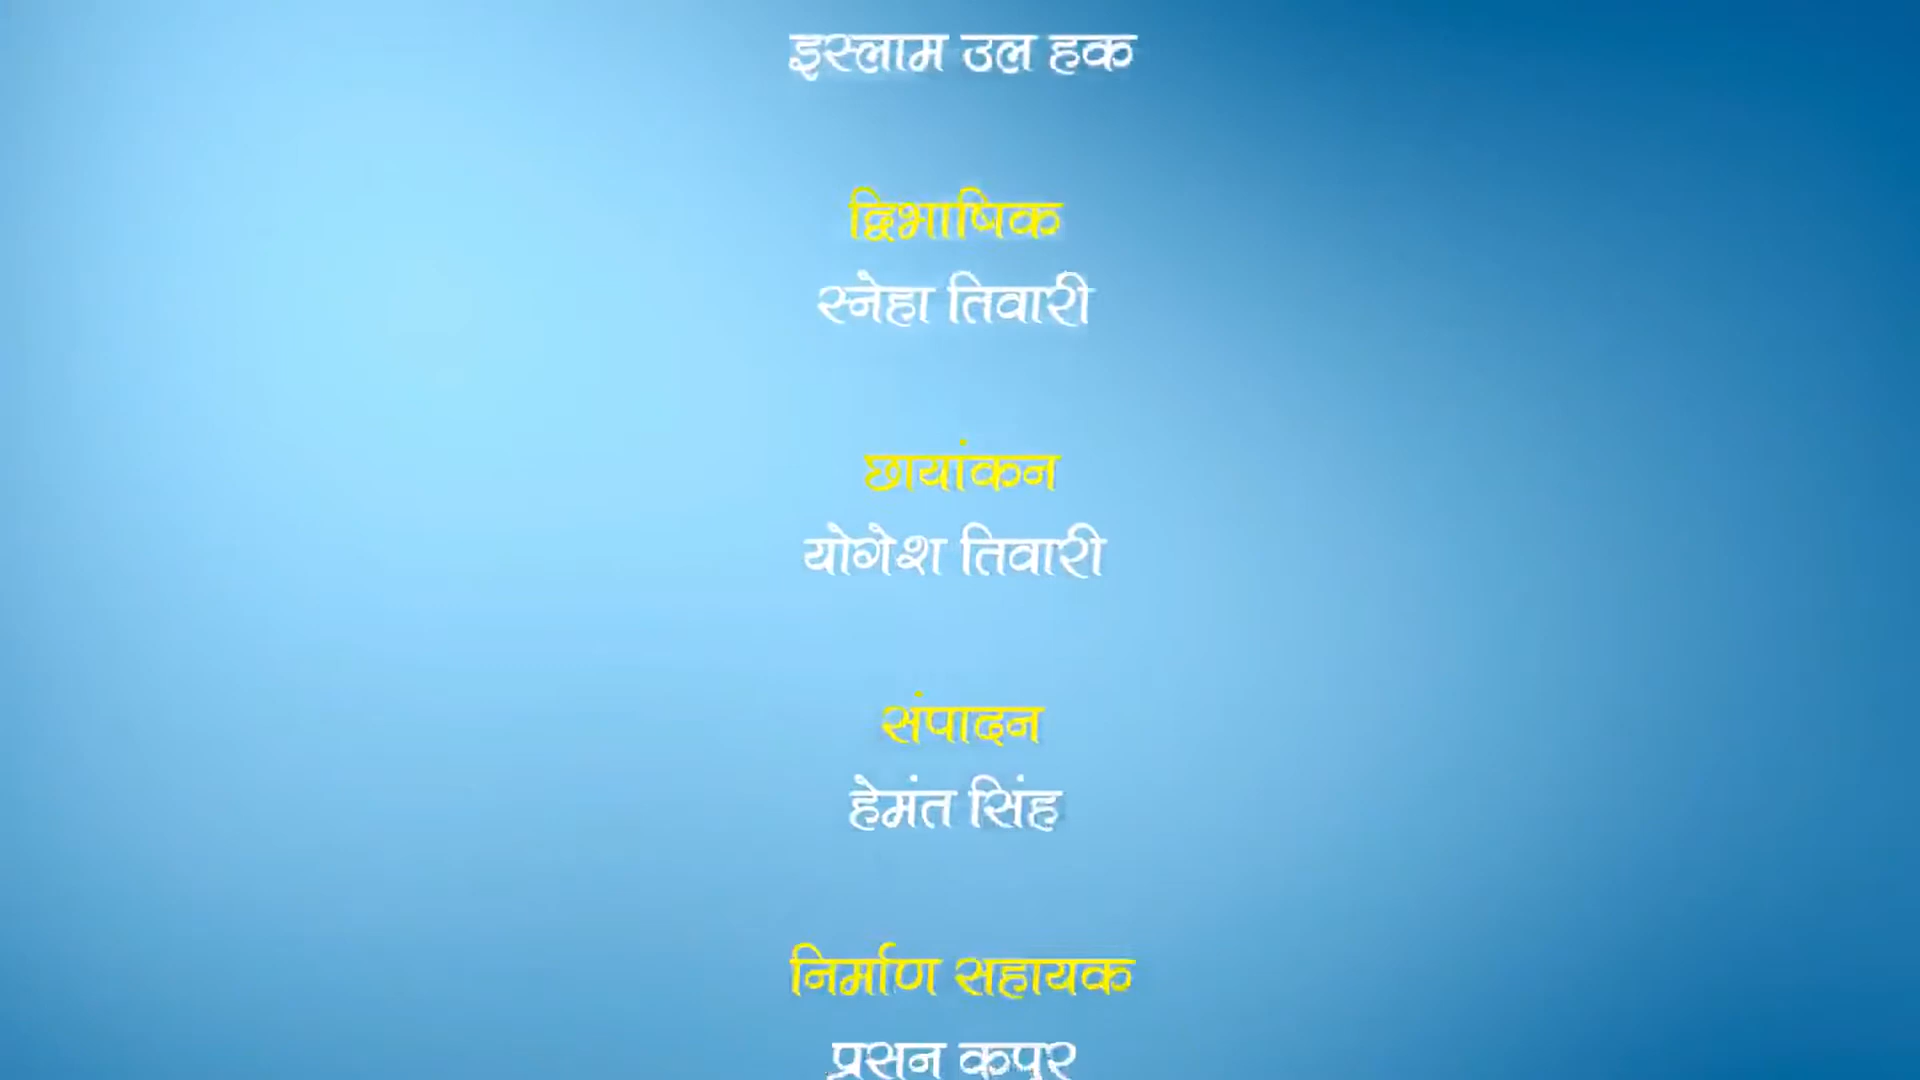 इस्लाम उल हक
द्विभाषिक
स्नेहा तिवारी
छायांकन
योगेश तिवारी
संपादन
हेमंत सिंह
निर्माण सहायक
प्रसन कपुर